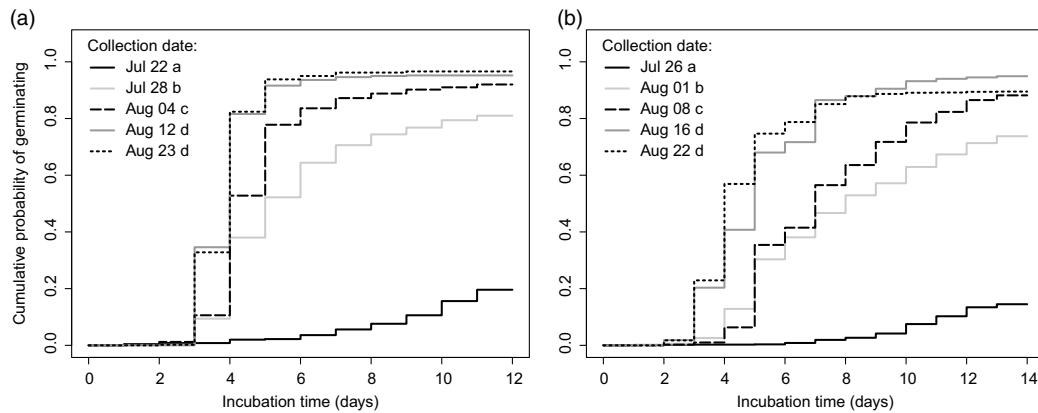 (a)
Collection date:
Jul 22 a
Jul 28 b
Aug 04 c
Aug 12 d
Aug 23 d
Cumulative probability of germinating
0.0
0.2
0.4
0.6
0.8
1.0
0 2 4 6 8 10 12
Incubation time (days)
(b)
Collection date:
Jul 26 a
Aug 01 b
Aug 08 c
Aug 16 d
Aug 22 d
0.0
0.2
0.4
0.6
0.8
1.0
0 2 4 6 8 10 12 14
Incubation time (days)